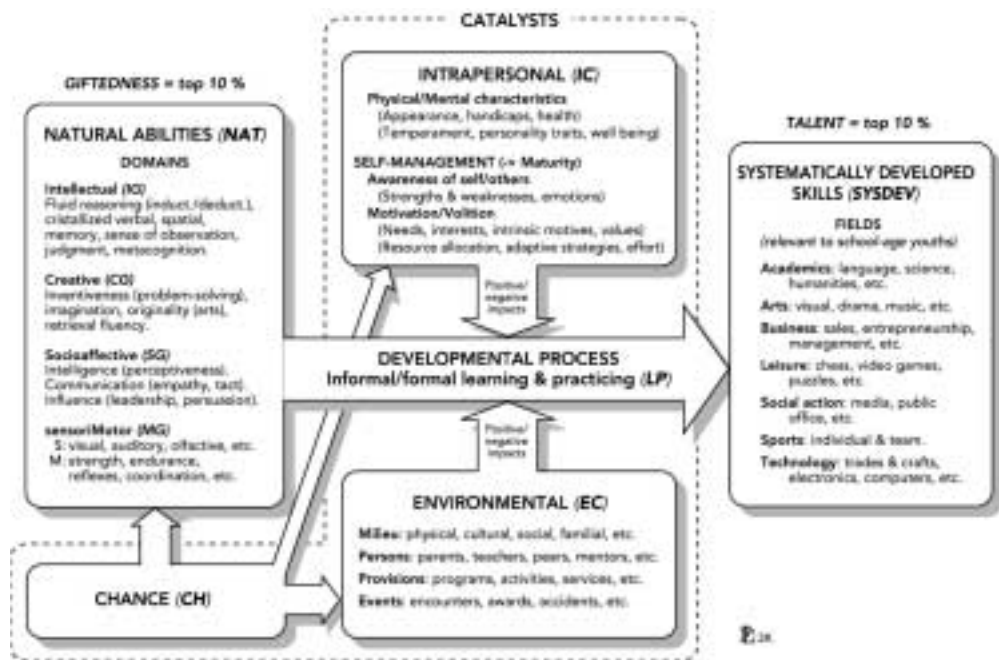 CATALYSTS
GIFTEDNESS = top 10 %
NATURAL ABILITIES (NAT)
DOMAINS
Intellectual (IG)
Fluid reasoning (induct./deduct.),
cristallized verbal, spatial,
memory, sense of observation,
judgment, metacognition.
Creative (CG)
Inventiveness (problem-solving),
imagination, originality (arts),
retrieval fluency.
Socioaffective (SG)
Intelligence (perceptiveness).
Communication (empathy, tact).
Influence (leadership, persuasion).
sensoriMotor (MG)
S: visual, auditory, olfactive, etc.
M: strength, endurance,
reflexes, coordination, etc.
CHANCE (CH)
INTRAPERSONAL (IC)
Physical/Mental characteristics
(Appearance, handicaps, health)
(Temperament, personality traits, well being)
SELF-MANAGEMENT (-» Maturity)
Awareness of self/others
(Strengths & weaknesses, emotions)
Motivation/Volition
(Needs, interests, intrinsic motives, values)
(Resource allocation, adaptive strategies, effort)
Positive/
negative
impacts
DEVELOPMENTAL PROCESS
Informal/formal learning & practicing (LP)
Positive/
negative
impacts
ENVIRONMENTAL (EC)
Milieu: physical, cultural, social, familial, etc.
Persons: parents, teachers, peers, mentors, etc.
Provisions: programs, activities, services, etc.
Events: encounters, awards, accidents, etc.
TALENT = top 10 %
SYSTEMATICALLY DEVELOPED
SKILLS (SYSDEV)
FIELDS
(relevant to school-age youths)
Academics: language, science,
humanities, etc.
Arts: visual, drama, music, etc.
Business: sales, entrepreneurship,
management, etc.
Leisure: chess, video games,
puzzles, etc.
Social action: media, public
office, etc.
Sports: individual & team.
Technology: trades & crafts,
electronics, computers, etc.